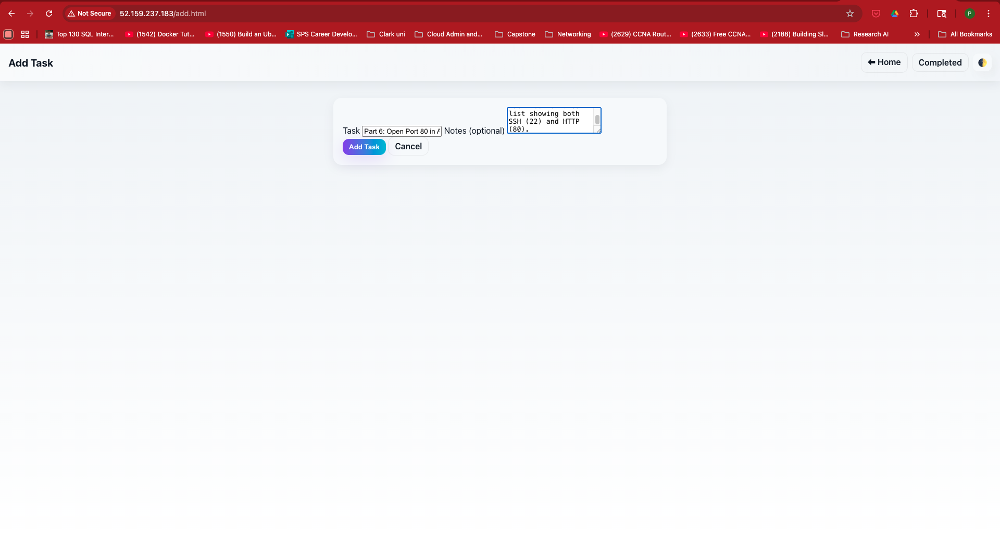 Not Secure 52.159.237.183/add.html P
Top 130 SQL Inter... (1542) Docker Tut... (1550) Build an Ub... SPS Career Develo... Clark uni Cloud Admin and... Capstone Networking (2629) CCNA Rout... (2633) Free CCNA... (2188) Building Sl... Research AI » All Bookmarks
Add Task ⬅ Home Completed
list showing both
SSH (22) and HTTP
(80).
Task Part 6: Open Port 80 in Notes (optional)
Add Task Cancel